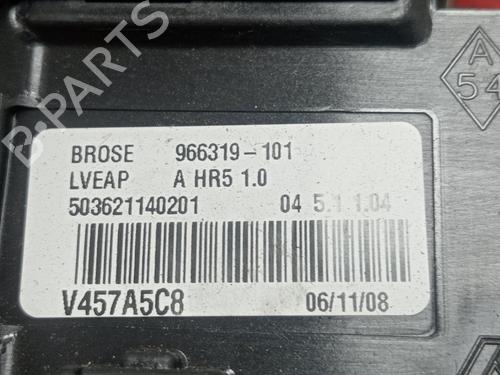 BROSE 966319-101
LVEAP A HR5 1.0
503621140201 04 5.1 1.04
V457A5C8 06/11/08
A
54
B-PARTS